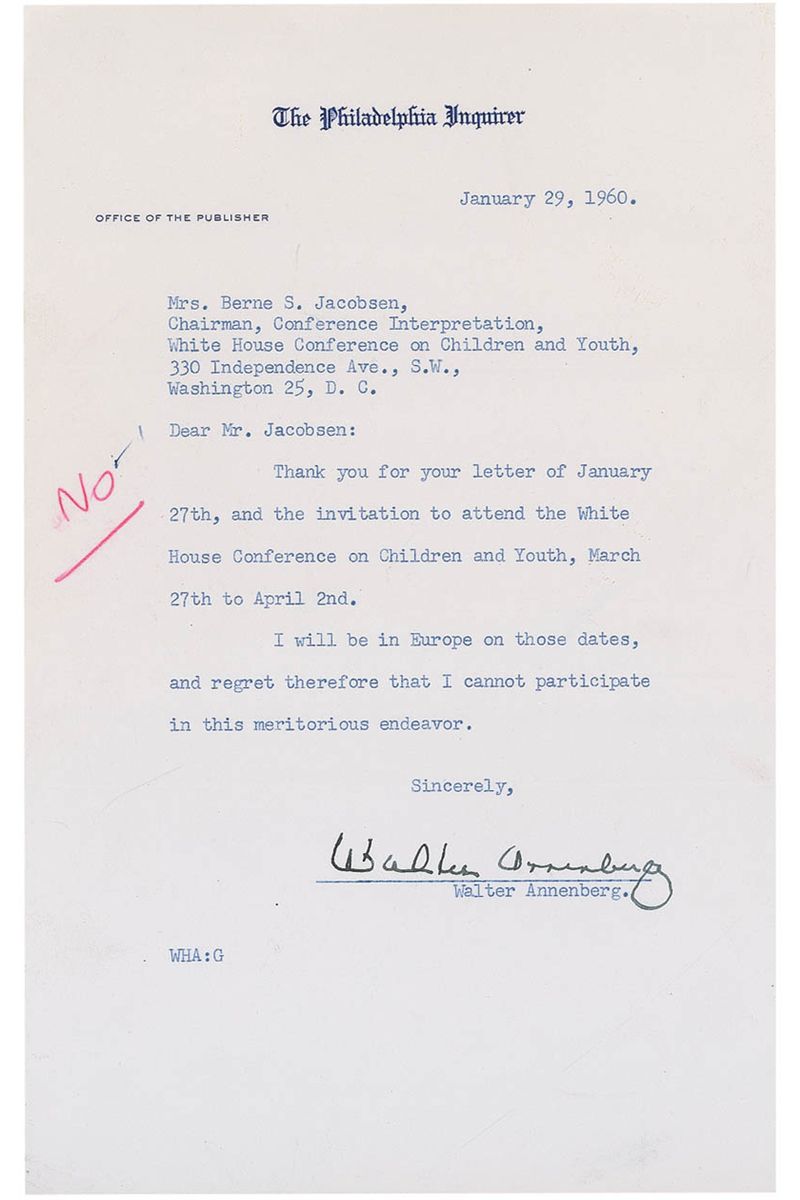 The Philadelphia Inquirer
January 29, 1960.
OFFICE OF THE PUBLISHER
Mrs. Berne S. Jacobsen,
Chairman, Conference Interpretation,
White House Conference on Children and Youth,
330 Independence Ave., S.W.,
Washington 25, D. C.
Dear Mr. Jacobsen:
Thank you for your letter of January
NO
27th, and the invitation to attend the White
House Conference on Children and Youth, March
27th to April 2nd.
I will be in Europe on those dates,
and regret therefore that I cannot participate
in this meritorious endeavor.
Sincerely,
Walter Annenberg
Walter Annenberg.
WHA:G